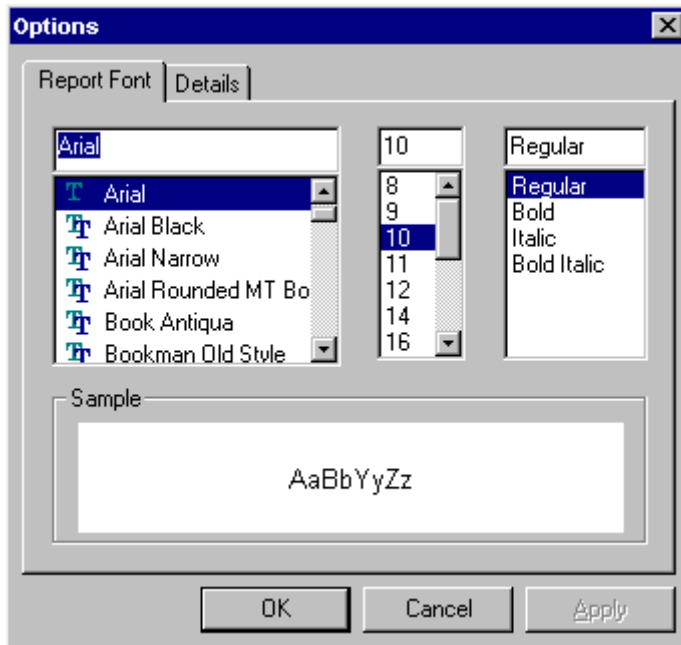 Options
Report Font Details
Arial 10 Regular
Arial
Arial Black
Arial Narrow
Arial Rounded MT Bo
Book Antiqua
Bookman Old Style
8
9
10
11
12
14
16
Regular
Bold
Italic
Bold Italic
Sample
AaBbYyZz
OK Cancel Apply